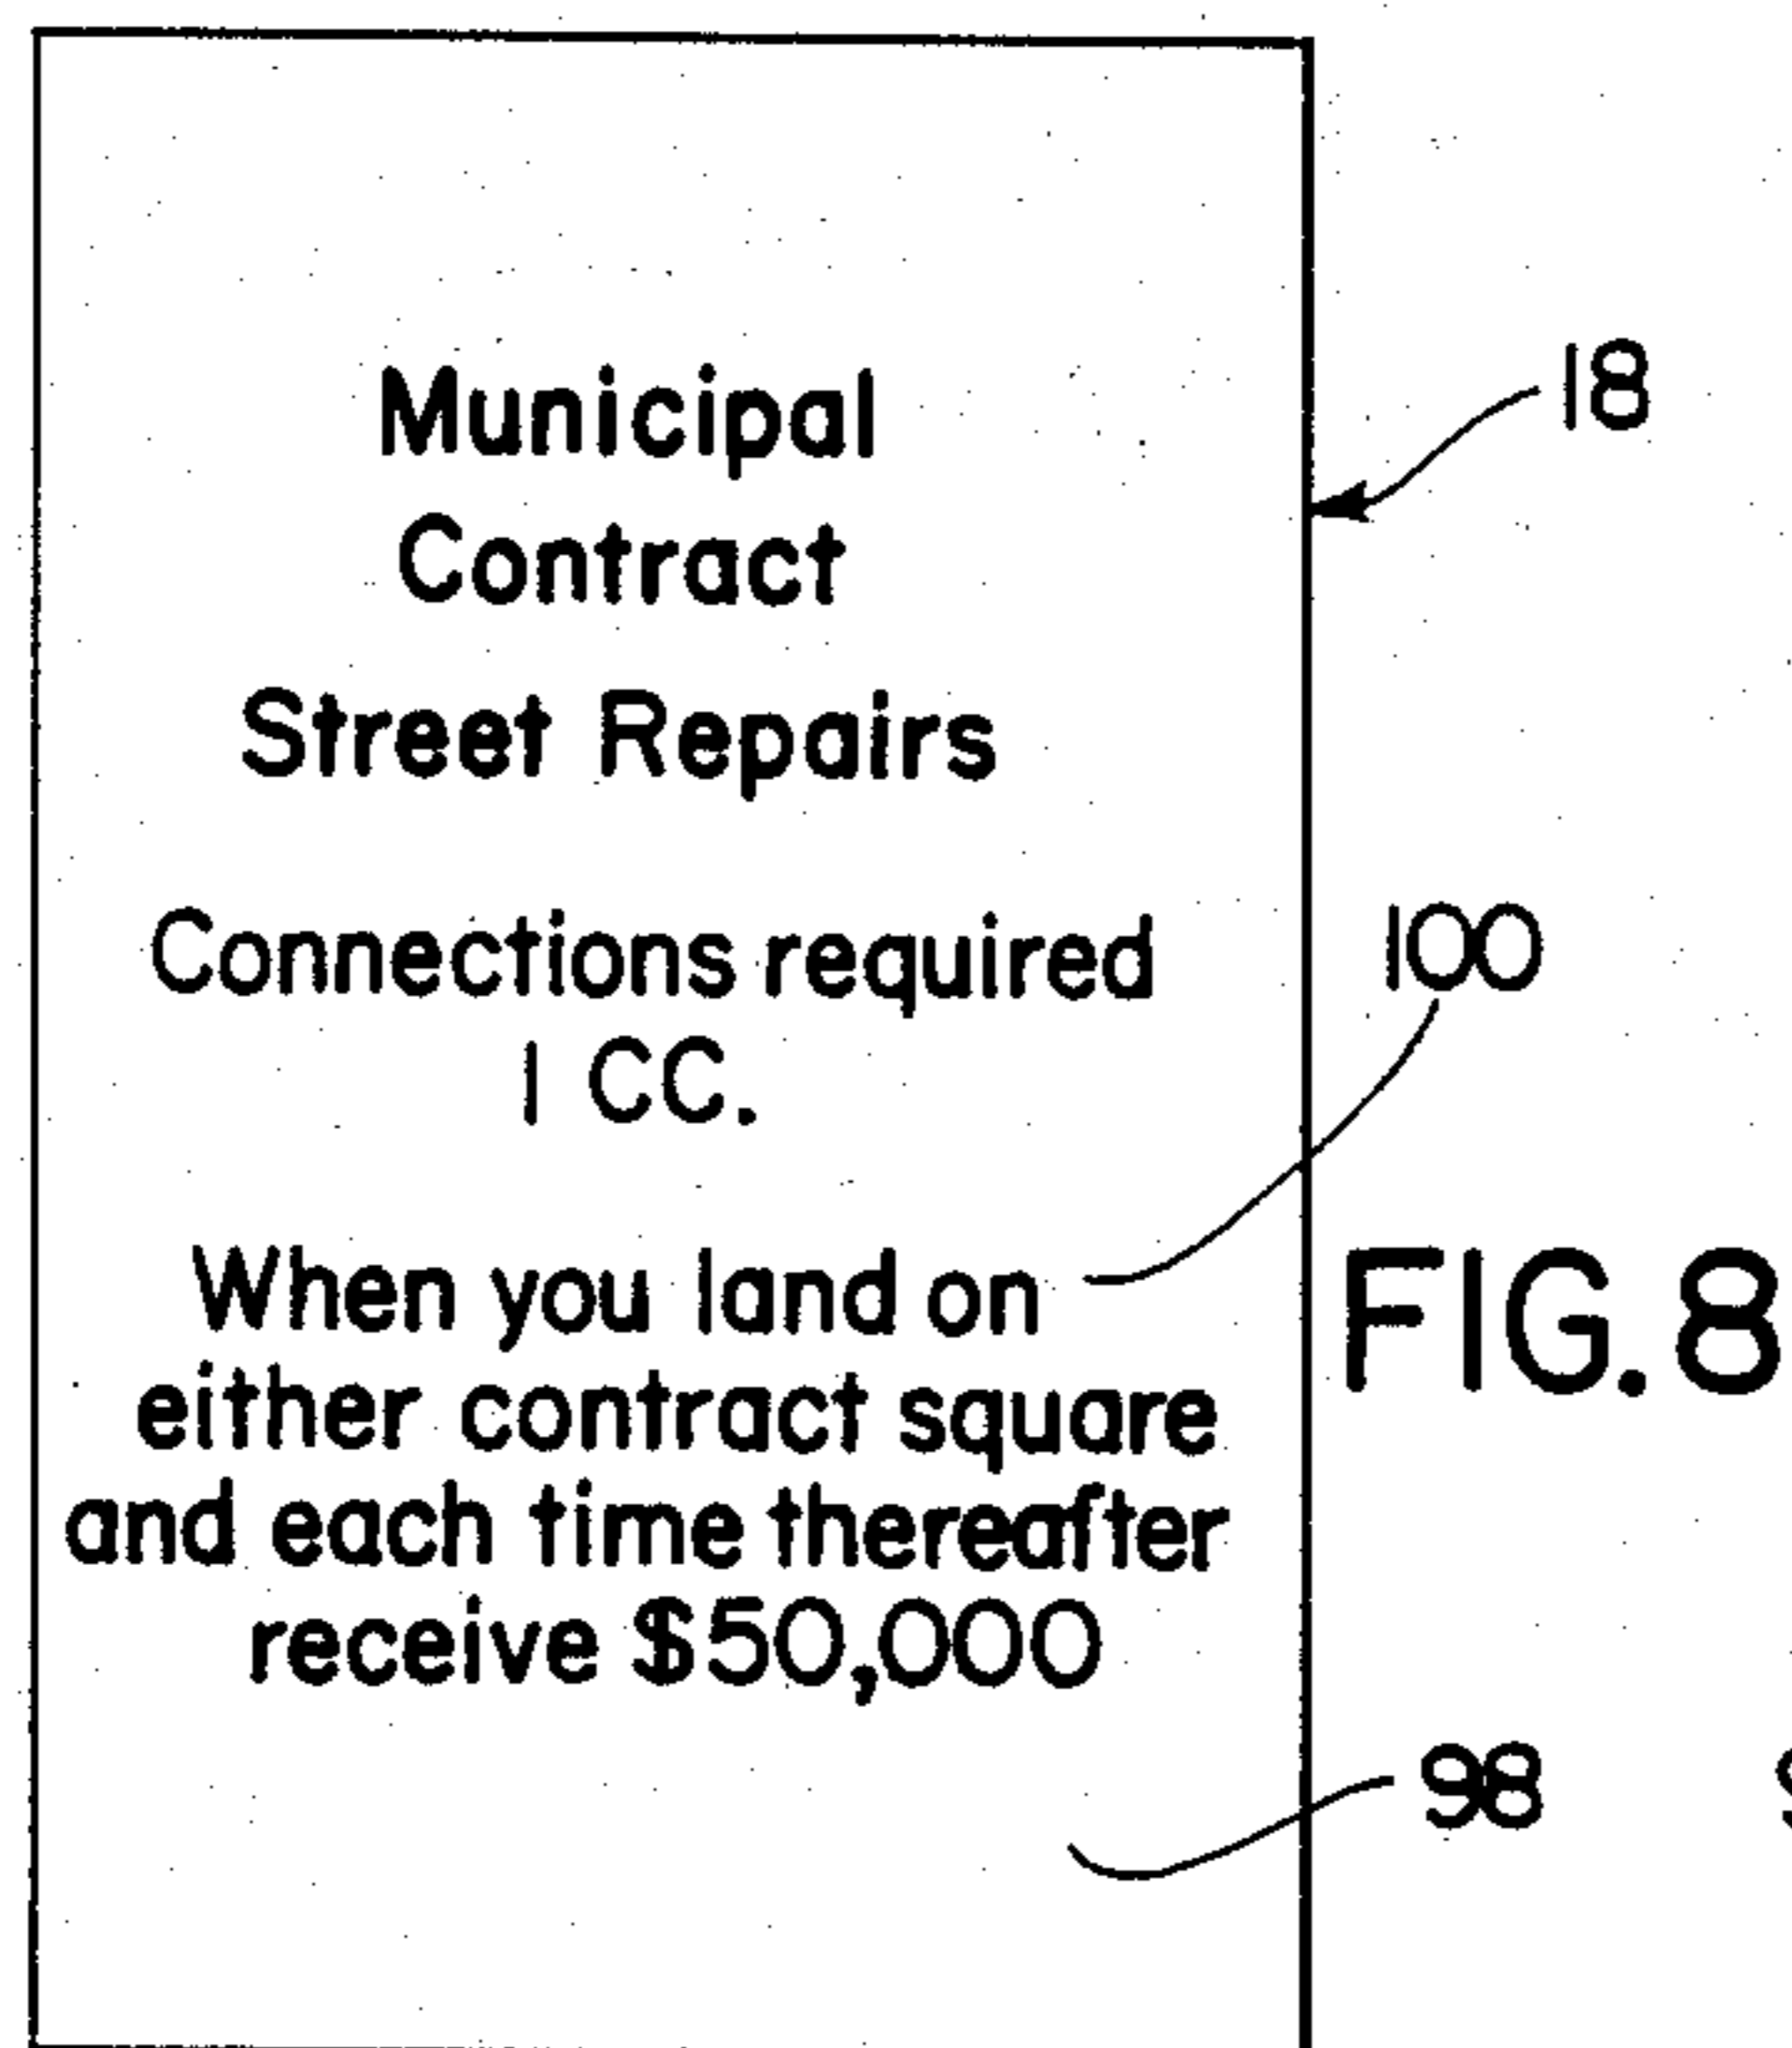 Municipal
Contract
Street Repairs
Connections required
1 CC.
When you land on
either contract square
and each time thereafter
receive $50,000
18
100
FIG.8
98